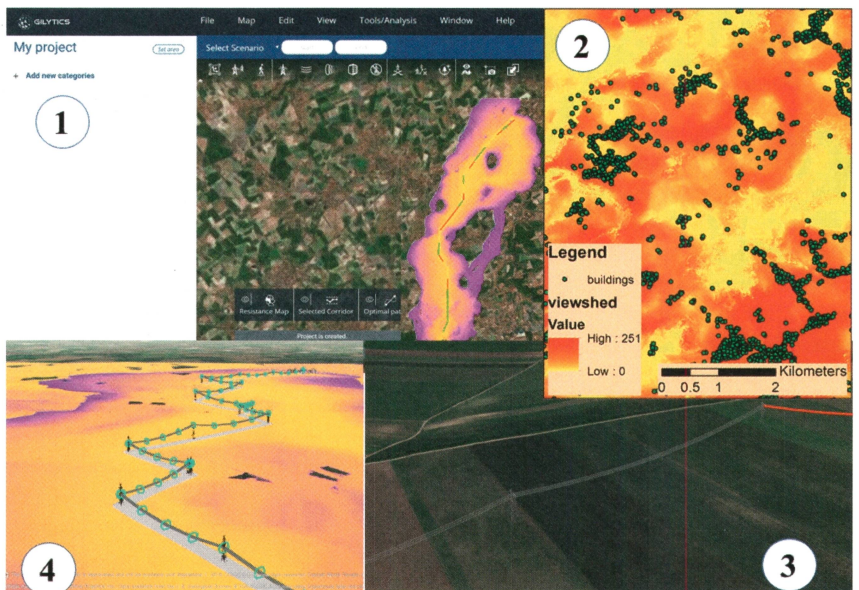 GILYTICS
File Map Edit View Tools/Analysis Window Help
My project
Set area
Select Scenario
+ Add new categories
1
Resistance Map
Selected Corridor
Optimal pat
Project is created.
2
Legend
buildings
viewshed
Value
High : 251
Low : 0
Kilometers
0 0.5 1 2
4
3